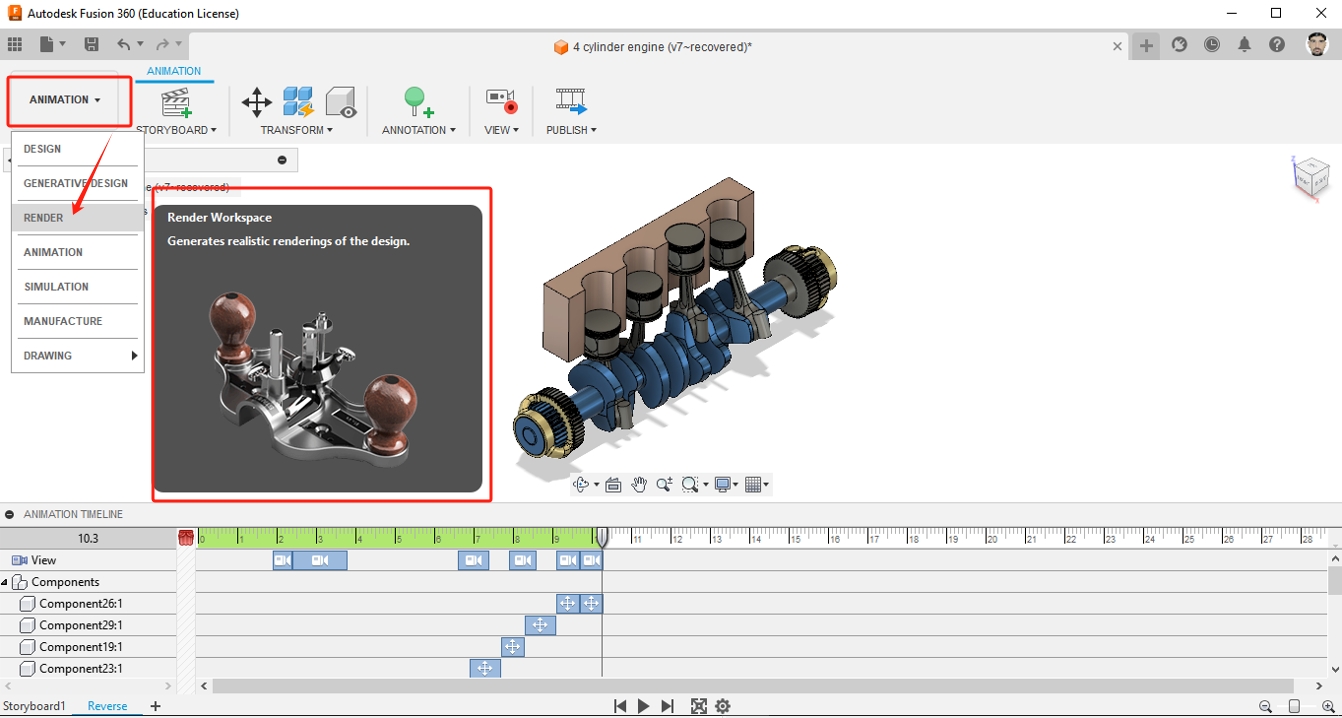 Autodesk Fusion 360 (Education License)
4 cylinder engine (v7~recovered)*
ANIMATION
ANIMATION
STORYBOARD
TRANSFORM
ANNOTATION
VIEW
PUBLISH
DESIGN
GENERATIVE DESIGN
RENDER
ANIMATION
SIMULATION
MANUFACTURE
DRAWING
(v7~recovered)
Render Workspace
Generates realistic renderings of the design.
ANIMATION TIMELINE
10.3
0 1 2 3 4 5 6 7 8 9 11 12 13 14 15 16 17 18 19 20 21 22 23 24 25 26 27 28
View
Components
Component26:1
Component29:1
Component19:1
Component23:1
Storyboard1 Reverse